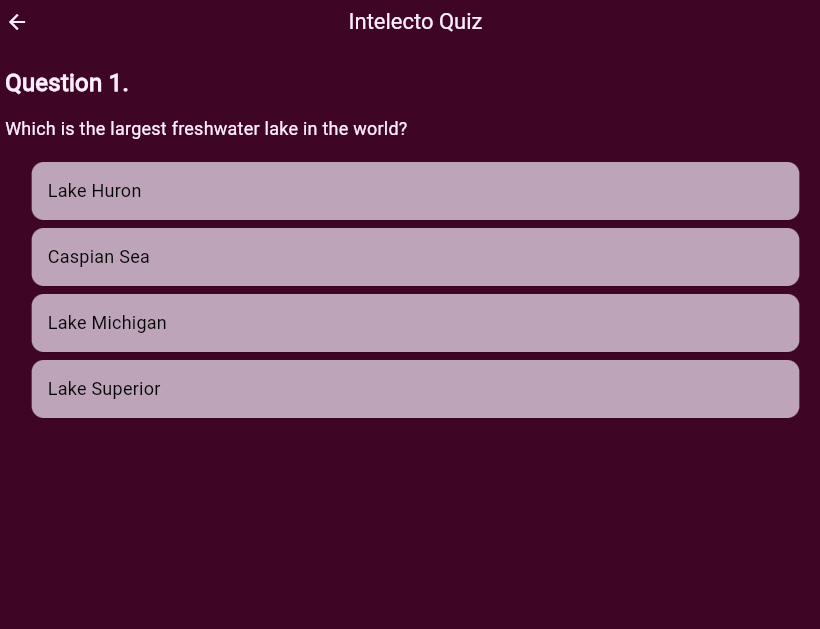 Intelecto Quiz
Question 1.
Which is the largest freshwater lake in the world?
Lake Huron
Caspian Sea
Lake Michigan
Lake Superior